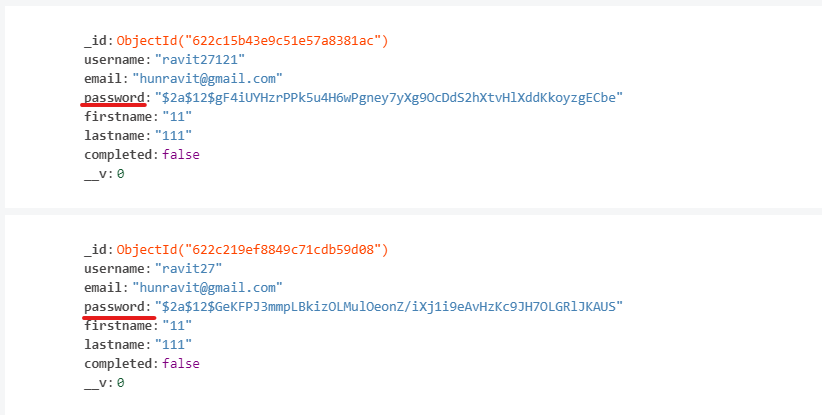 _id: ObjectId("622c15b43e9c51e57a8381ac")
username: "ravit27121"
email: "hunravit@gmail.com"
password: "$2a$12$gF4iUYHzrPPk5u4H6wPgney7yXg9OcDdS2hXtvHlXddKkoyzgECbe"
firstname: "11"
lastname: "111"
completed: false
__v: 0
_id: ObjectId("622c219ef8849c71cdb59d08")
username: "ravit27"
email: "hunravit@gmail.com"
password: "$2a$12$GeKFPJ3mmpLBkizOLMulOeonZ/iXj1i9eAvHzKc9JH7OLGRlJKAUS"
firstname: "11"
lastname: "111"
completed: false
__v: 0